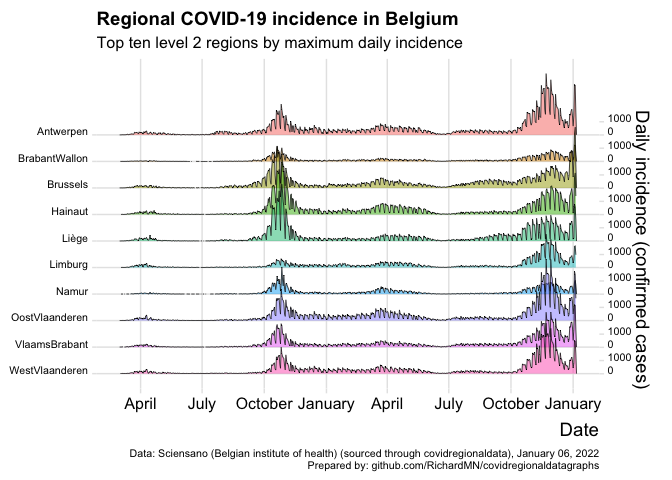 Regional COVID-19 incidence in Belgium
Top ten level 2 regions by maximum daily incidence
Antwerpen
BrabantWallon
Brussels
Hainaut
Liège
Limburg
Namur
OostVlaanderen
VlaamsBrabant
WestVlaanderen
1000
0
1000
0
1000
0
1000
0
1000
0
1000
0
1000
0
1000
0
1000
0
1000
0
Daily incidence (confirmed cases)
April July October January April July October January
Date
Data: Sciensano (Belgian institute of health) (sourced through covidregionaldata), January 06, 2022
Prepared by: github.com/RichardMN/covidregionaldatagraphs